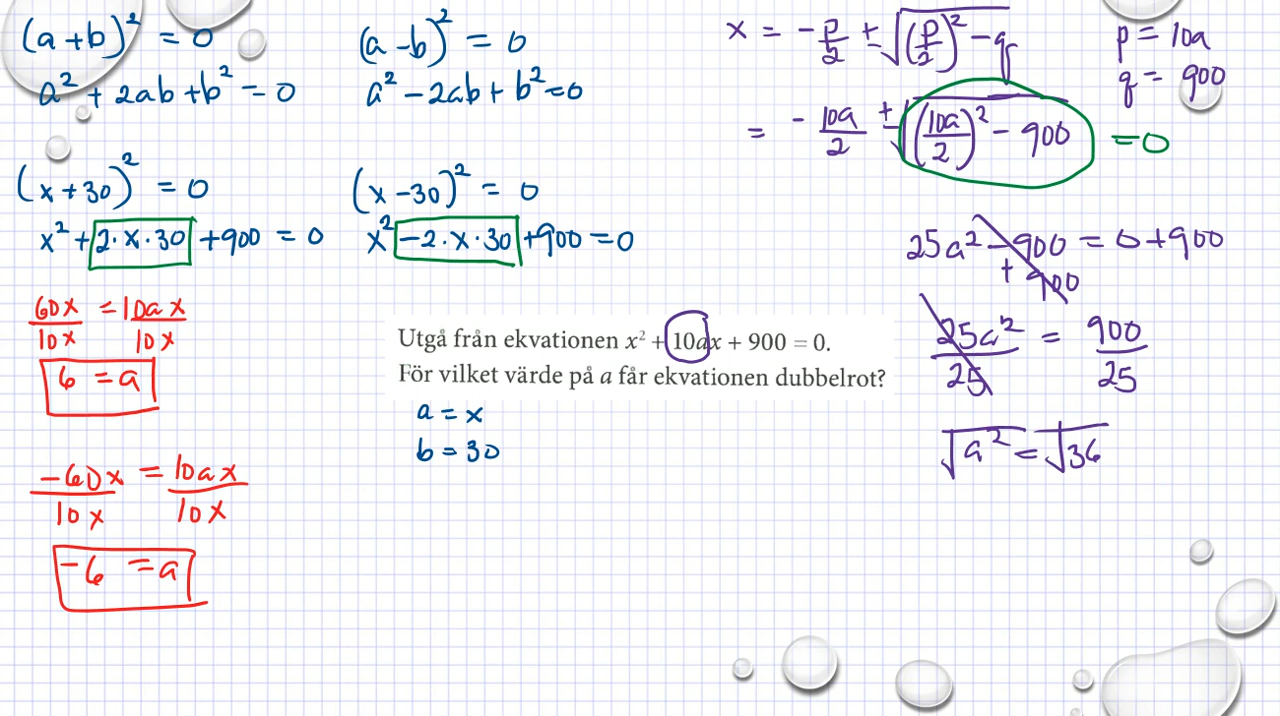 (a+b)² = 0
a² + 2ab + b² = 0
(a-b)² = 0
a² - 2ab + b² = 0
(x+30)² = 0
x² + 2·x·30 + 900 = 0
(x-30)² = 0
x² - 2·x·30 + 900 = 0
60x/10x = 10ax/10x
6 = a
-60x/10x = 10ax/10x
-6 = a
Utgå från ekvationen x² + 10ax + 900 = 0.
För vilket värde på a får ekvationen dubbelrot?
a = x
b = 30
x = -p/2 ± √((p/2)² - q)
p = 10a
q = 900
= -10a/2 ± √((10a/2)² - 900) = 0
25a² - 900 = 0 + 900
+ 900
25a²/25 = 900/25
√a² = √36